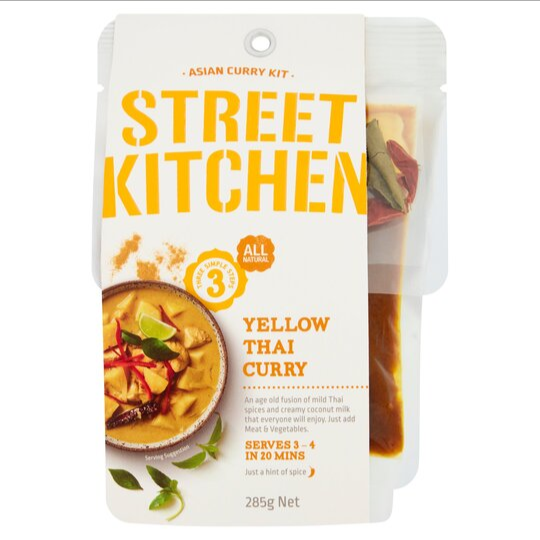 · ASIAN CURRY KIT ·
STREET
KITCHEN
ALL
NATURAL
THREE SIMPLE STEPS
3
YELLOW
THAI
CURRY
An age old fusion of mild Thai
spices and creamy coconut milk
that everyone will enjoy. Just add
Meat & Vegetables.
SERVES 3 – 4
IN 20 MINS
Just a hint of spice
Serving Suggestion
285g Net